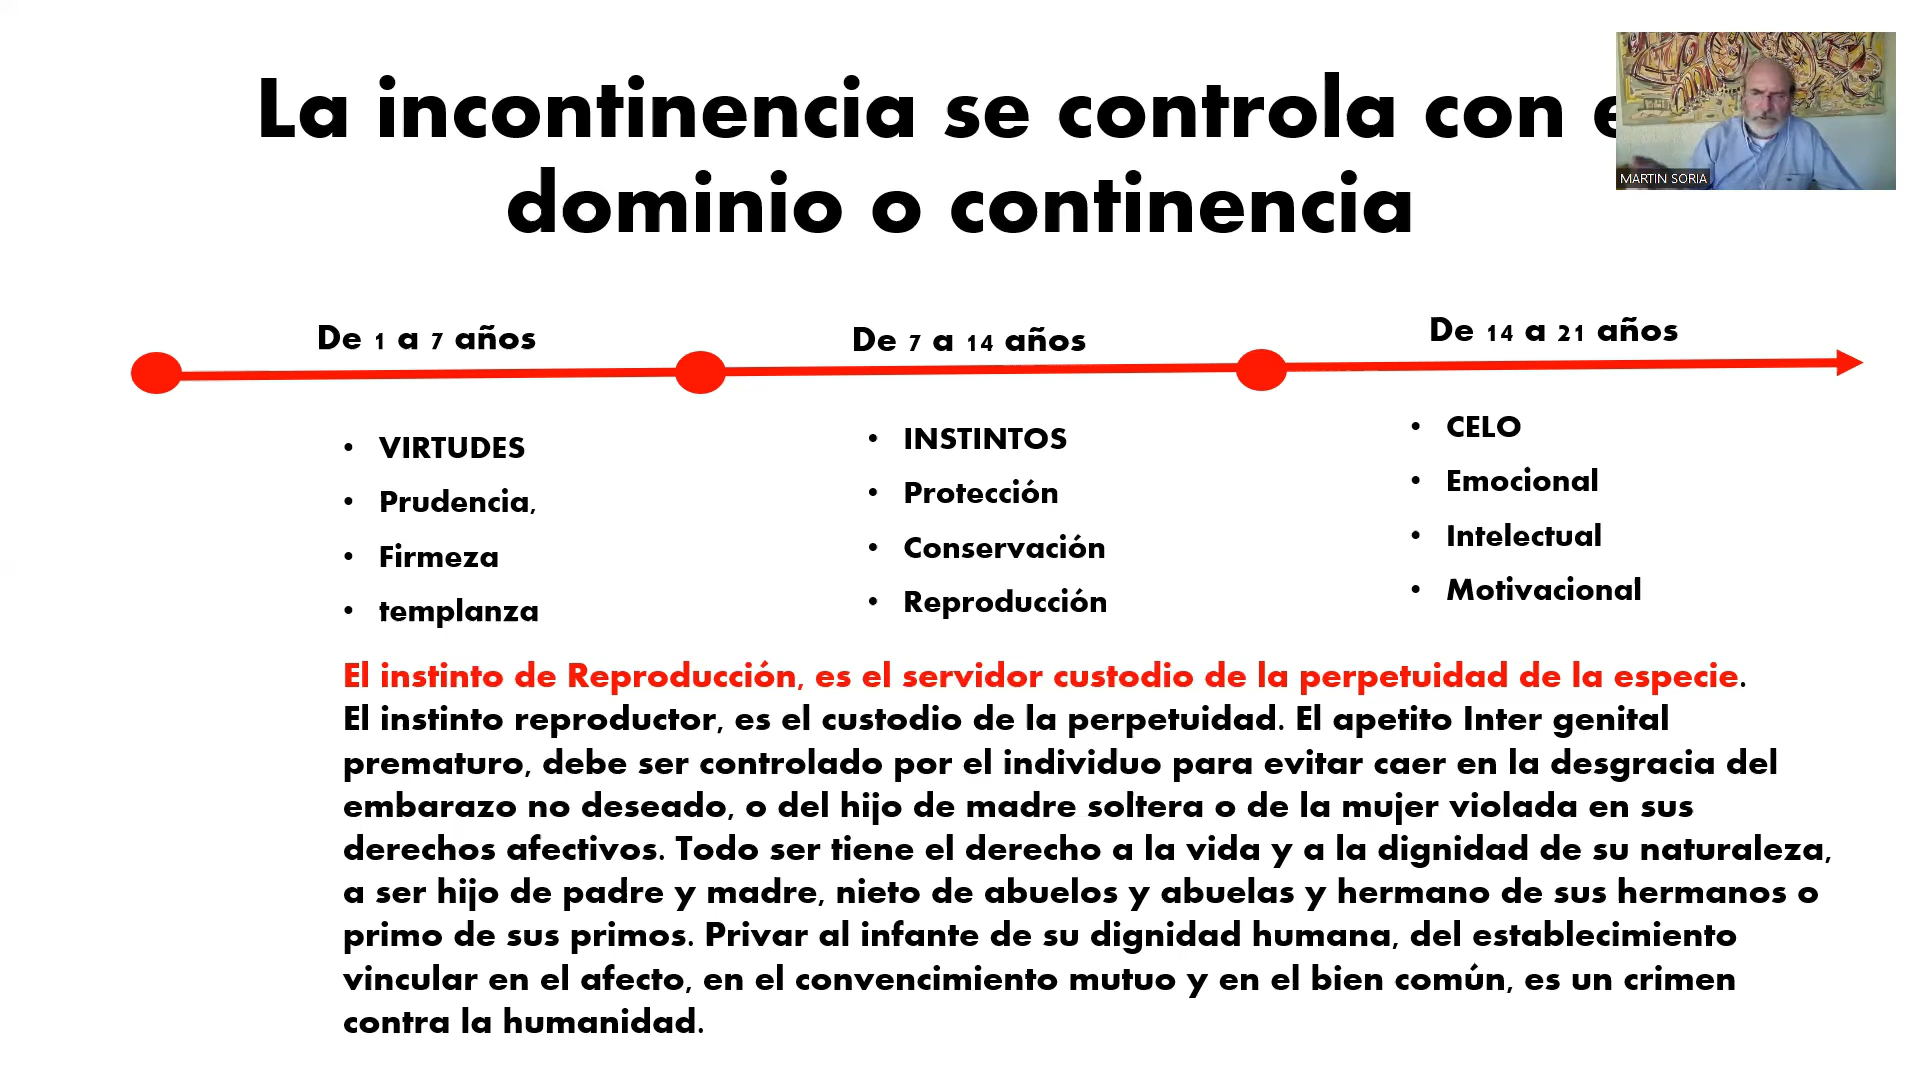 La incontinencia se controla con e
dominio o continencia
MARTIN SORIA
De 1 a 7 años
De 7 a 14 años
De 14 a 21 años
• VIRTUDES
• Prudencia,
• Firmeza
• templanza
• INSTINTOS
• Protección
• Conservación
• Reproducción
• CELO
• Emocional
• Intelectual
• Motivacional
El instinto de Reproducción, es el servidor custodio de la perpetuidad de la especie.
El instinto reproductor, es el custodio de la perpetuidad. El apetito Inter genital
prematuro, debe ser controlado por el individuo para evitar caer en la desgracia del
embarazo no deseado, o del hijo de madre soltera o de la mujer violada en sus
derechos afectivos. Todo ser tiene el derecho a la vida y a la dignidad de su naturaleza,
a ser hijo de padre y madre, nieto de abuelos y abuelas y hermano de sus hermanos o
primo de sus primos. Privar al infante de su dignidad humana, del establecimiento
vincular en el afecto, en el convencimiento mutuo y en el bien común, es un crimen
contra la humanidad.